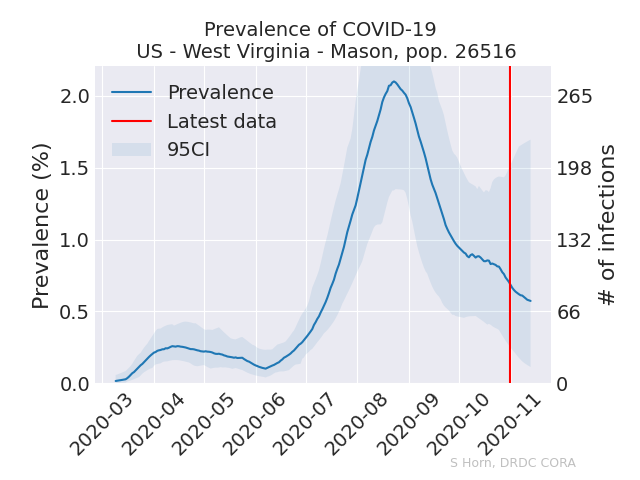 Prevalence of COVID-19
US - West Virginia - Mason, pop. 26516
Prevalence
Latest data
95CI
Prevalence (%)
2.0
1.5
1.0
0.5
0.0
265
198
132
66
0
# of infections
2020-03
2020-04
2020-05
2020-06
2020-07
2020-08
2020-09
2020-10
2020-11
S Horn, DRDC CORA